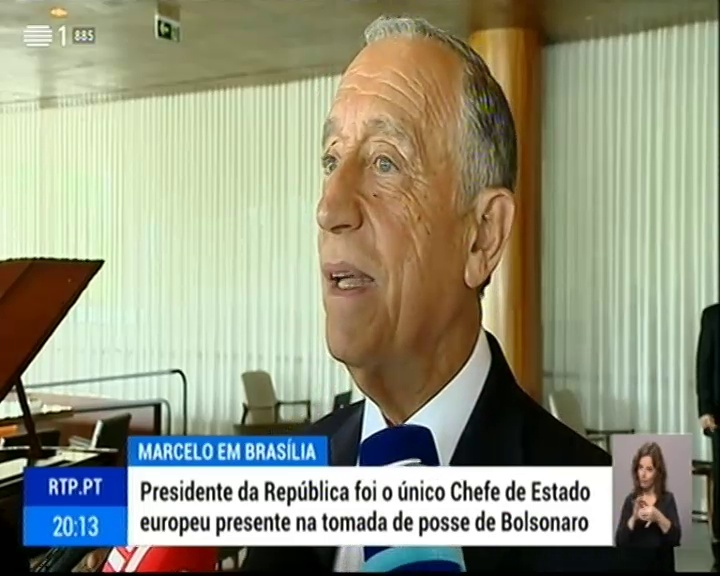 1 885
MARCELO EM BRASÍLIA
RTP.PT
20:13
Presidente da República foi o único Chefe de Estado
europeu presente na tomada de posse de Bolsonaro